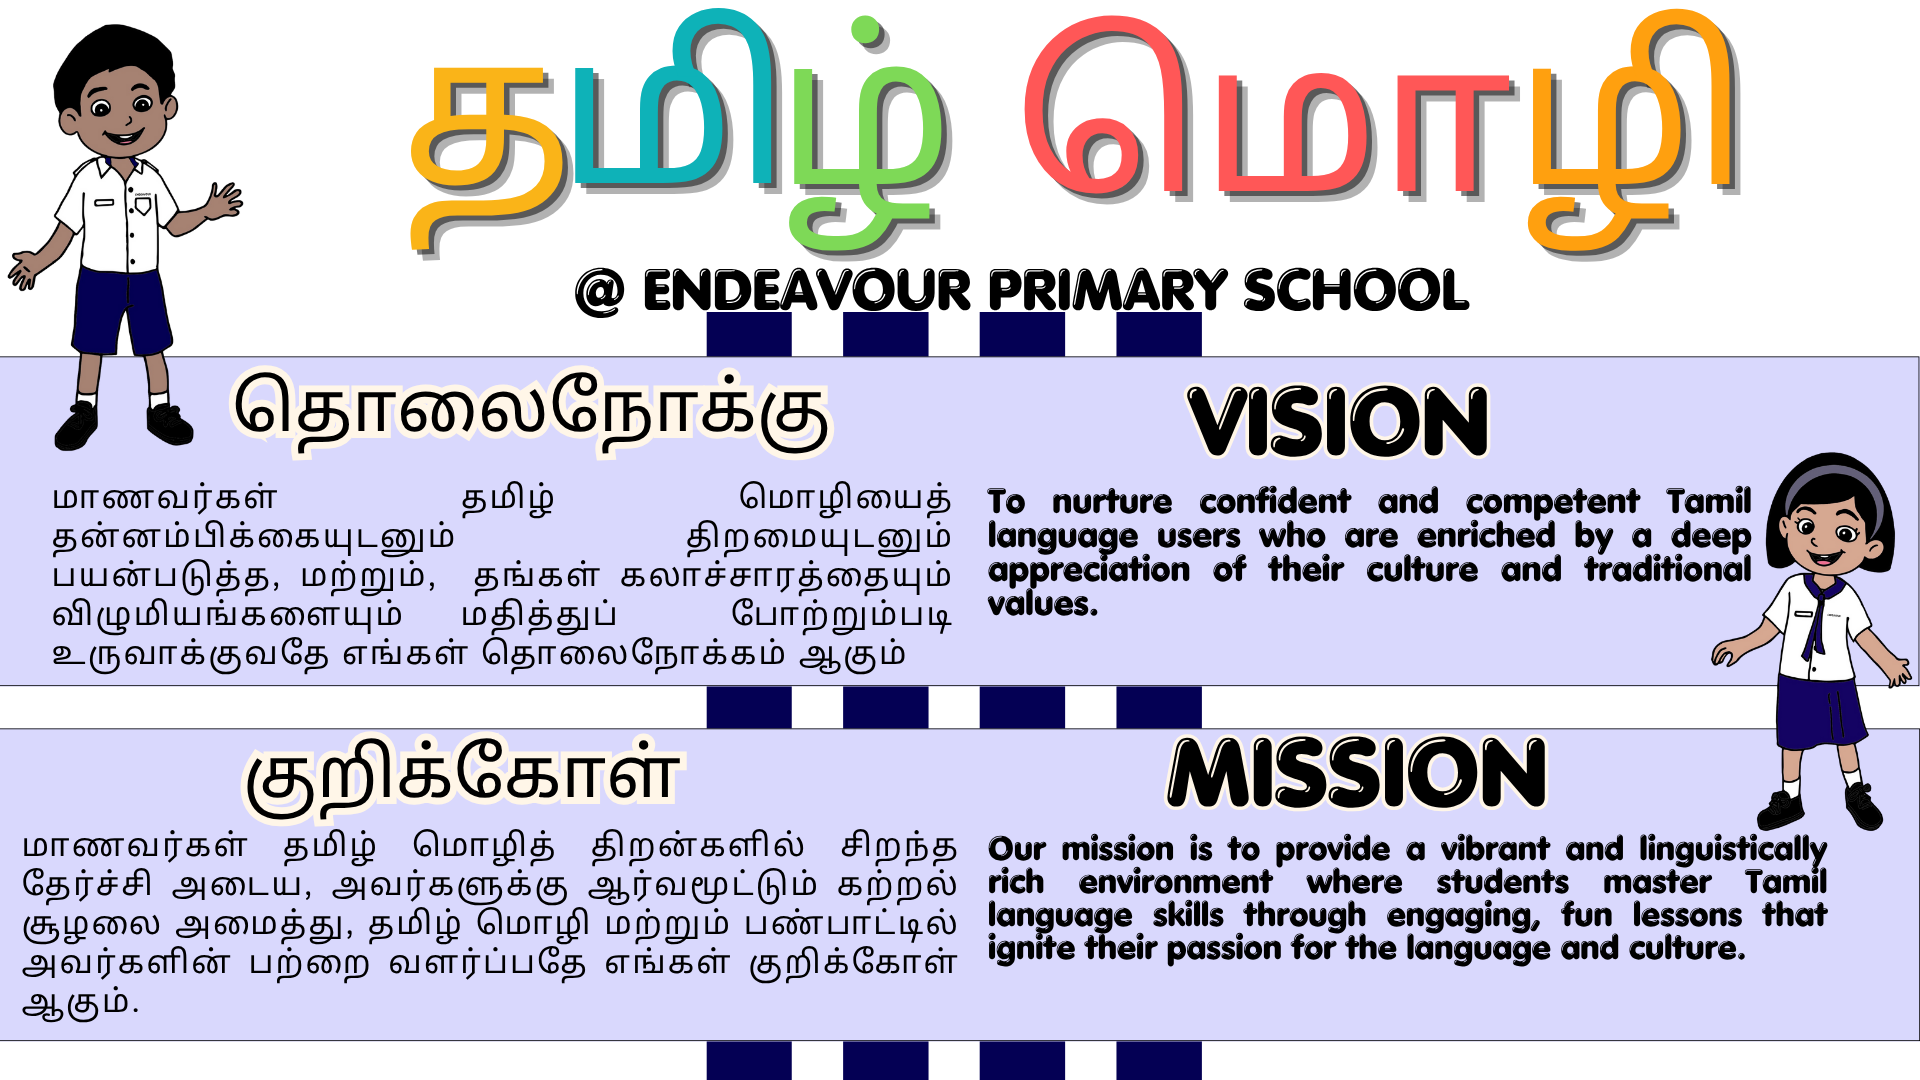 தமிழ் மொழி
@ ENDEAVOUR PRIMARY SCHOOL
தொலைநோக்கு
மாணவர்கள் தமிழ் மொழியைத்
தன்னம்பிக்கையுடனும் திறமையுடனும்
பயன்படுத்த, மற்றும், தங்கள் கலாச்சாரத்தையும்
விழுமியங்களையும் மதித்துப் போற்றும்படி
உருவாக்குவதே எங்கள் தொலைநோக்கம் ஆகும்
VISION
To nurture confident and competent Tamil
language users who are enriched by a deep
appreciation of their culture and traditional
values.
குறிக்கோள்
மாணவர்கள் தமிழ் மொழித் திறன்களில் சிறந்த
தேர்ச்சி அடைய, அவர்களுக்கு ஆர்வமூட்டும் கற்றல்
சூழலை அமைத்து, தமிழ் மொழி மற்றும் பண்பாட்டில்
அவர்களின் பற்றை வளர்ப்பதே எங்கள் குறிக்கோள்
ஆகும்.
MISSION
Our mission is to provide a vibrant and linguistically
rich environment where students master Tamil
language skills through engaging, fun lessons that
ignite their passion for the language and culture.